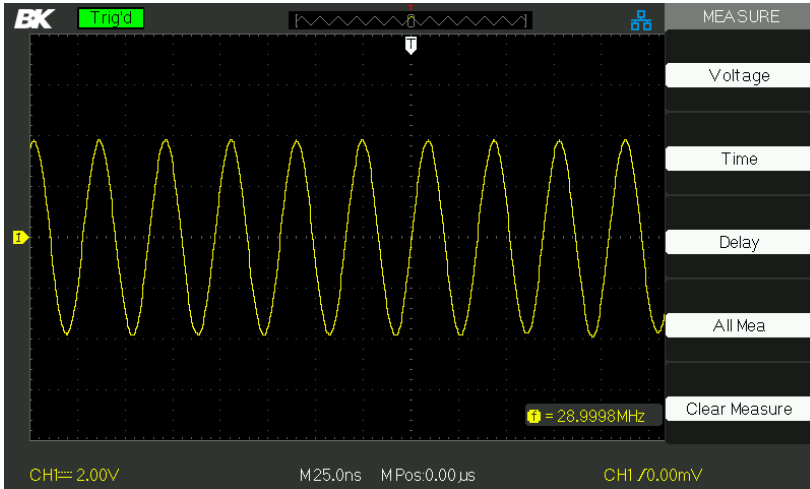 BK Trig'd MEASURE
T
T
Voltage
Time
1
Delay
All Mea
f = 28.9998MHz
Clear Measure
CH1 2.00V M 25.0ns M Pos:0.00µs CH1 / 0.00mV